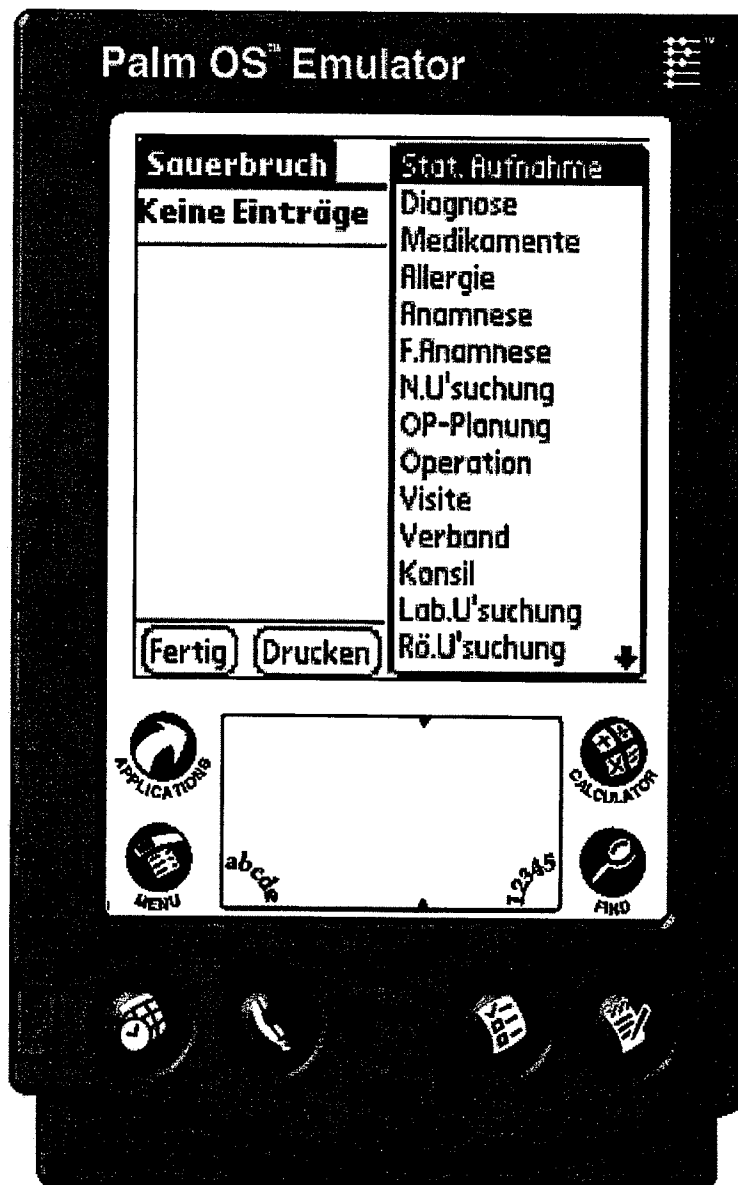 Palm OS™ Emulator
TM
Sauerbruch
Keine Einträge
Fertig
Drucken
Stat. Aufnahme
Diagnose
Medikamente
Allergie
Anamnese
F.Anamnese
N.U'suchung
OP-Planung
Operation
Visite
Verband
Konsil
Lab.U'suchung
Rö.U'suchung
APPLICATIONS
CALCULATOR
MENU
abcde
12345
FIND